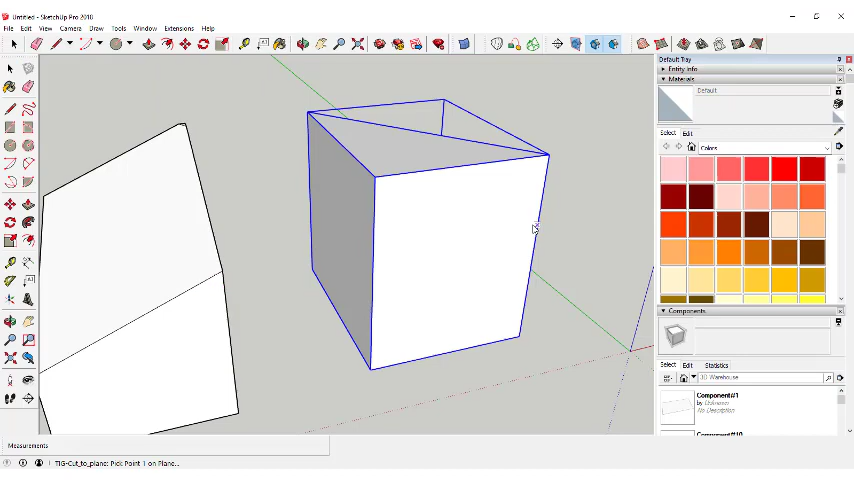 Untitled - SketchUp Pro 2018
File Edit View Camera Draw Tools Window Extensions Help
Default Tray
Entity Info
Materials
Default
Select Edit
Colors
Components
3D Warehouse
Select Edit Statistics
Component#1
by Unknown
No Description
Component#10
Measurements
TIG-Cut_to_plane: Pick Point 1 on Plane...